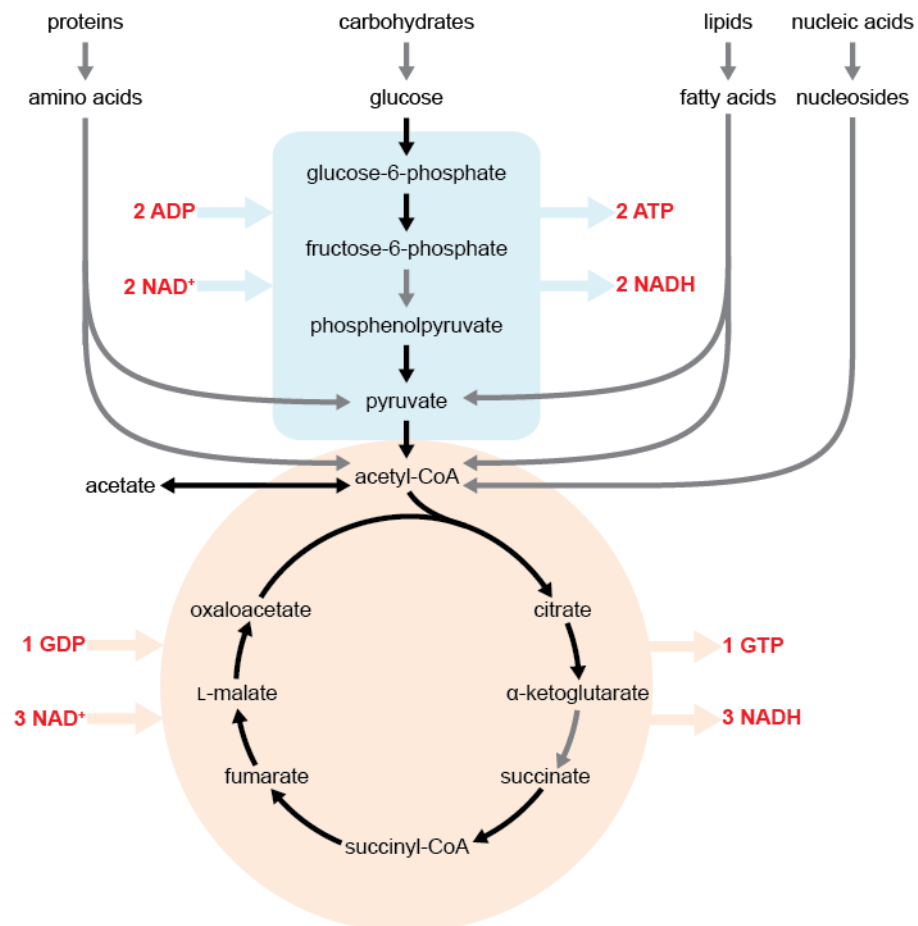 proteins carbohydrates lipids nucleic acids
amino acids glucose fatty acids nucleosides
glucose-6-phosphate
2 ADP 2 ATP
fructose-6-phosphate
2 NAD⁺ 2 NADH
phosphenolpyruvate
pyruvate
acetyl-CoA
acetate
oxaloacetate citrate
1 GDP 1 GTP
L-malate α-ketoglutarate
3 NAD⁺ 3 NADH
fumarate succinate
succinyl-CoA